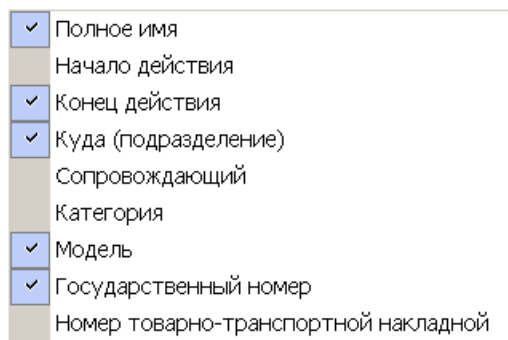 Полное имя
Начало действия
Конец действия
Куда (подразделение)
Сопровождающий
Категория
Модель
Государственный номер
Номер товарно-транспортной накладной